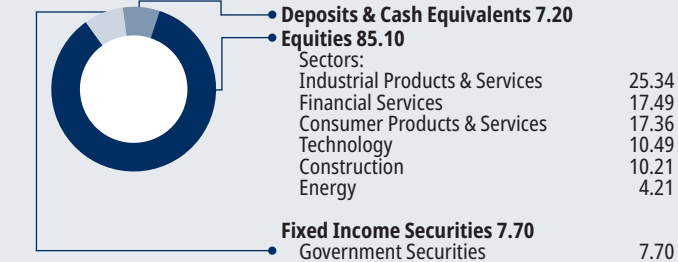 Deposits & Cash Equivalents 7.20
Equities 85.10
Sectors:
Industrial Products & Services 25.34
Financial Services 17.49
Consumer Products & Services 17.36
Technology 10.49
Construction 10.21
Energy 4.21
Fixed Income Securities 7.70
Government Securities 7.70